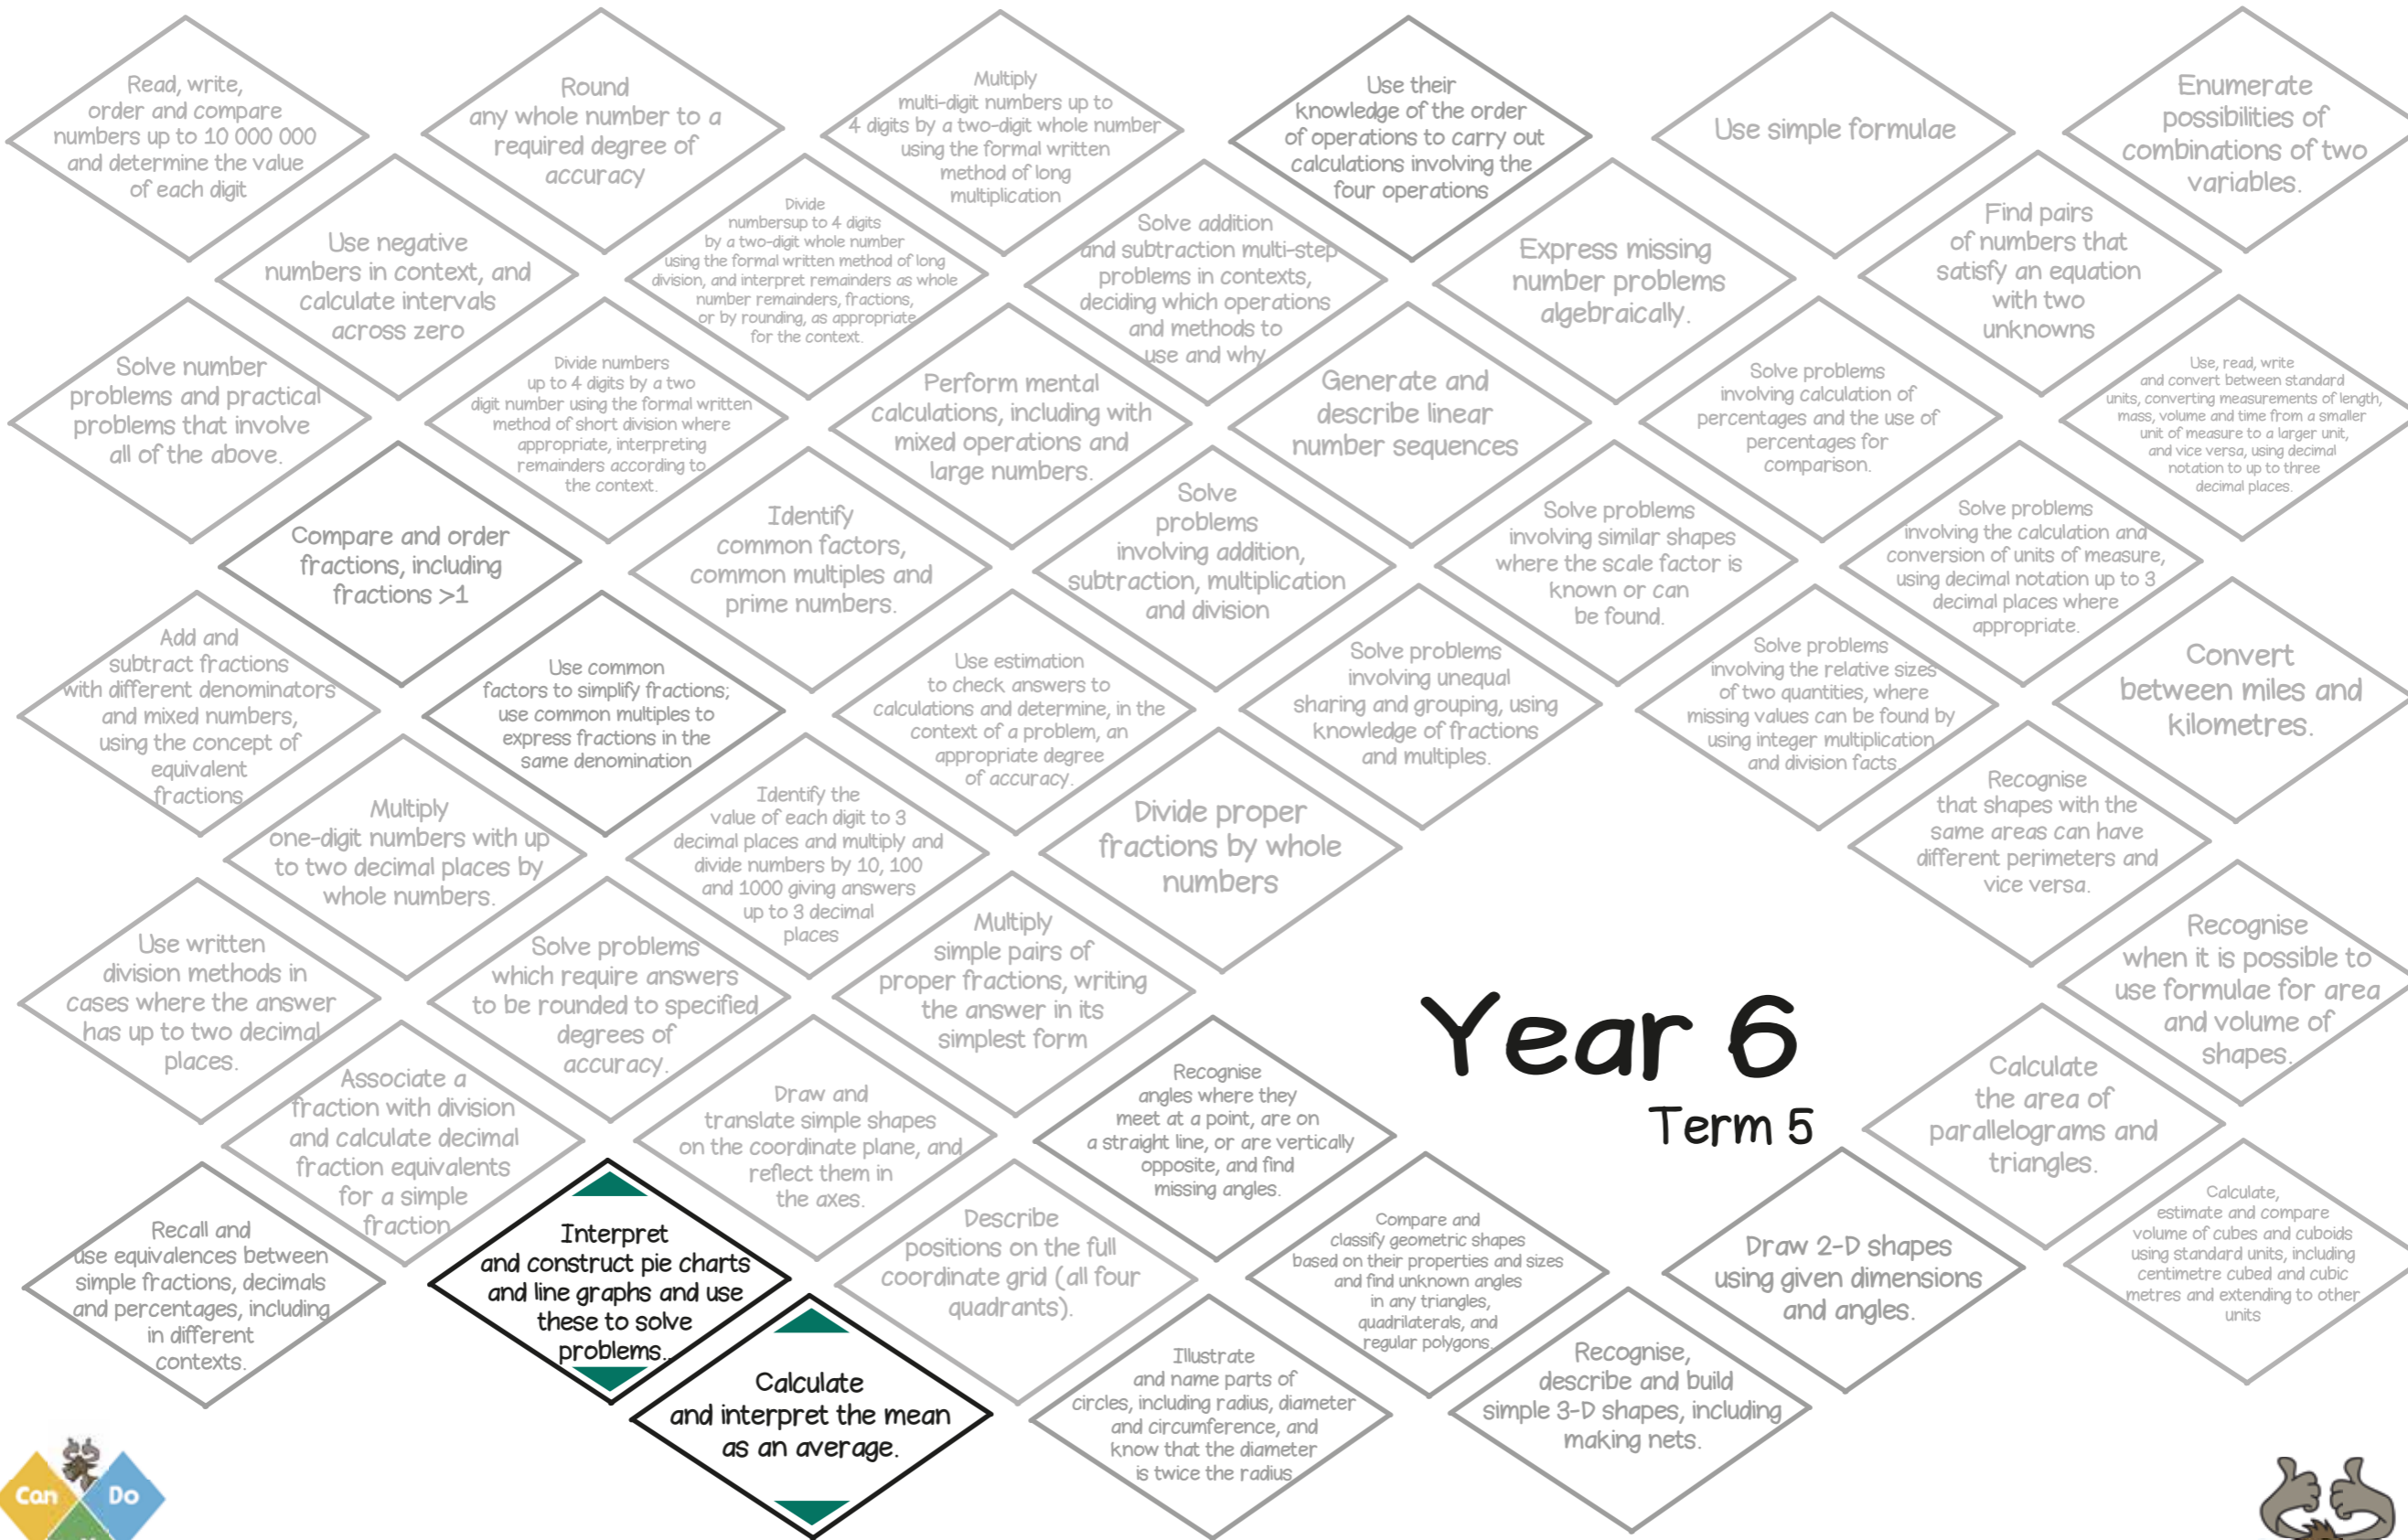 Read, write,
order and compare
numbers up to 10 000 000
and determine the value
of each digit
Round
any whole number to a
required degree of
accuracy
Multiply
multi-digit numbers up to
4 digits by a two-digit whole number
using the formal written
method of long
multiplication
Use their
knowledge of the order
of operations to carry out
calculations involving the
four operations
Use simple formulae
Enumerate
possibilities of
combinations of two
variables.
Use negative
numbers in context, and
calculate intervals
across zero
Divide
numbersup to 4 digits
by a two-digit whole number
using the formal written method of long
division, and interpret remainders as whole
number remainders, fractions,
or by rounding, as appropriate
for the context.
Solve addition
and subtraction multi-step
problems in contexts,
deciding which operations
and methods to
use and why
Express missing
number problems
algebraically.
Find pairs
of numbers that
satisfy an equation
with two
unknowns
Solve number
problems and practical
problems that involve
all of the above.
Divide numbers
up to 4 digits by a two
digit number using the formal written
method of short division where
appropriate, interpreting
remainders according to
the context.
Perform mental
calculations, including with
mixed operations and
large numbers.
Generate and
describe linear
number sequences
Solve problems
involving calculation of
percentages and the use of
percentages for
comparison.
Use, read, write
and convert between standard
units, converting measurements of length,
mass, volume and time from a smaller
unit of measure to a larger unit,
and vice versa, using decimal
notation to up to three
decimal places.
Compare and order
fractions, including
fractions >1
Identify
common factors,
common multiples and
prime numbers.
Solve
problems
involving addition,
subtraction, multiplication
and division
Solve problems
involving similar shapes
where the scale factor is
known or can
be found.
Solve problems
involving the calculation and
conversion of units of measure,
using decimal notation up to 3
decimal places where
appropriate.
Add and
subtract fractions
with different denominators
and mixed numbers,
using the concept of
equivalent
fractions
Use common
factors to simplify fractions;
use common multiples to
express fractions in the
same denomination
Use estimation
to check answers to
calculations and determine, in the
context of a problem, an
appropriate degree
of accuracy.
Solve problems
involving unequal
sharing and grouping, using
knowledge of fractions
and multiples.
Solve problems
involving the relative sizes
of two quantities, where
missing values can be found by
using integer multiplication
and division facts
Convert
between miles and
kilometres.
Multiply
one-digit numbers with up
to two decimal places by
whole numbers.
Identify the
value of each digit to 3
decimal places and multiply and
divide numbers by 10, 100
and 1000 giving answers
up to 3 decimal
places
Divide proper
fractions by whole
numbers
Recognise
that shapes with the
same areas can have
different perimeters and
vice versa.
Use written
division methods in
cases where the answer
has up to two decimal
places.
Solve problems
which require answers
to be rounded to specified
degrees of
accuracy.
Multiply
simple pairs of
proper fractions, writing
the answer in its
simplest form
Year 6
Term 5
Recognise
when it is possible to
use formulae for area
and volume of
shapes.
Associate a
fraction with division
and calculate decimal
fraction equivalents
for a simple
fraction
Draw and
translate simple shapes
on the coordinate plane, and
reflect them in
the axes.
Recognise
angles where they
meet at a point, are on
a straight line, or are vertically
opposite, and find
missing angles.
Calculate
the area of
parallelograms and
triangles.
Recall and
use equivalences between
simple fractions, decimals
and percentages, including
in different
contexts.
Interpret
and construct pie charts
and line graphs and use
these to solve
problems.
Describe
positions on the full
coordinate grid (all four
quadrants).
Compare and
classify geometric shapes
based on their properties and sizes
and find unknown angles
in any triangles,
quadrilaterals, and
regular polygons.
Draw 2-D shapes
using given dimensions
and angles.
Calculate,
estimate and compare
volume of cubes and cuboids
using standard units, including
centimetre cubed and cubic
metres and extending to other
units
Calculate
and interpret the mean
as an average.
Illustrate
and name parts of
circles, including radius, diameter
and circumference, and
know that the diameter
is twice the radius
Recognise,
describe and build
simple 3-D shapes, including
making nets.
Can Do